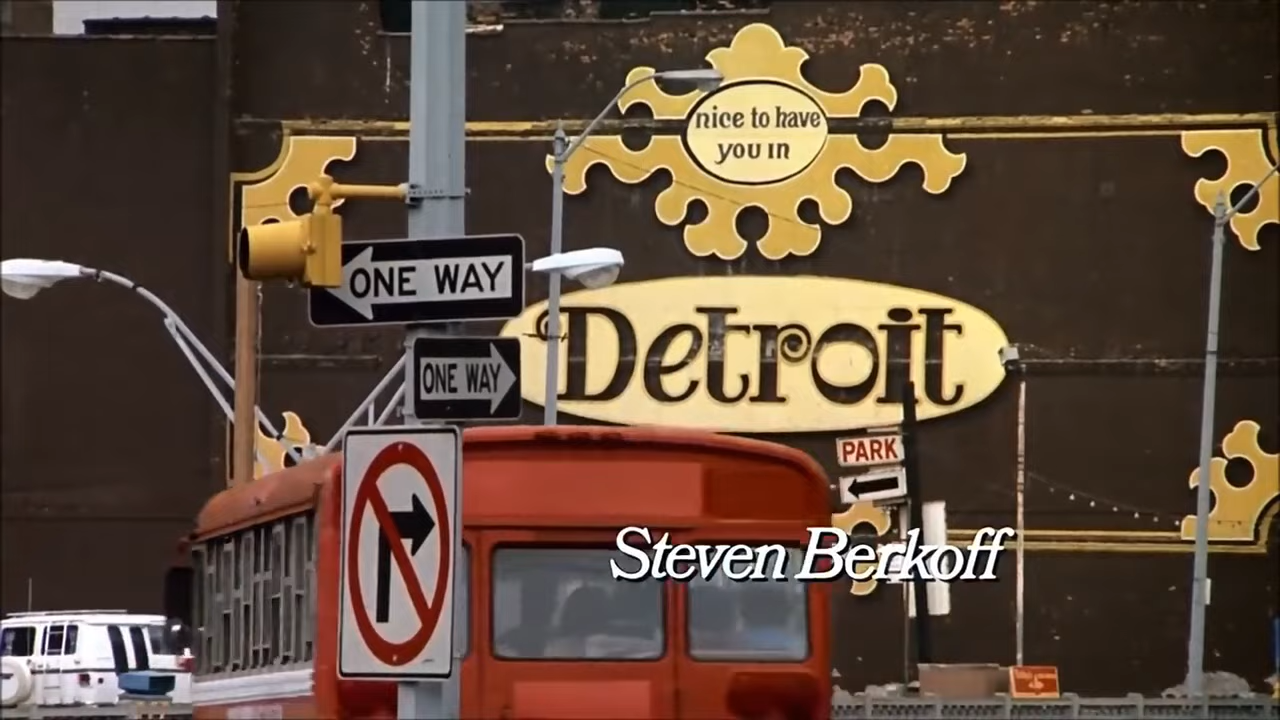 nice to have
you in
ONE WAY
Detroit
ONE WAY
PARK
Steven Berkoff